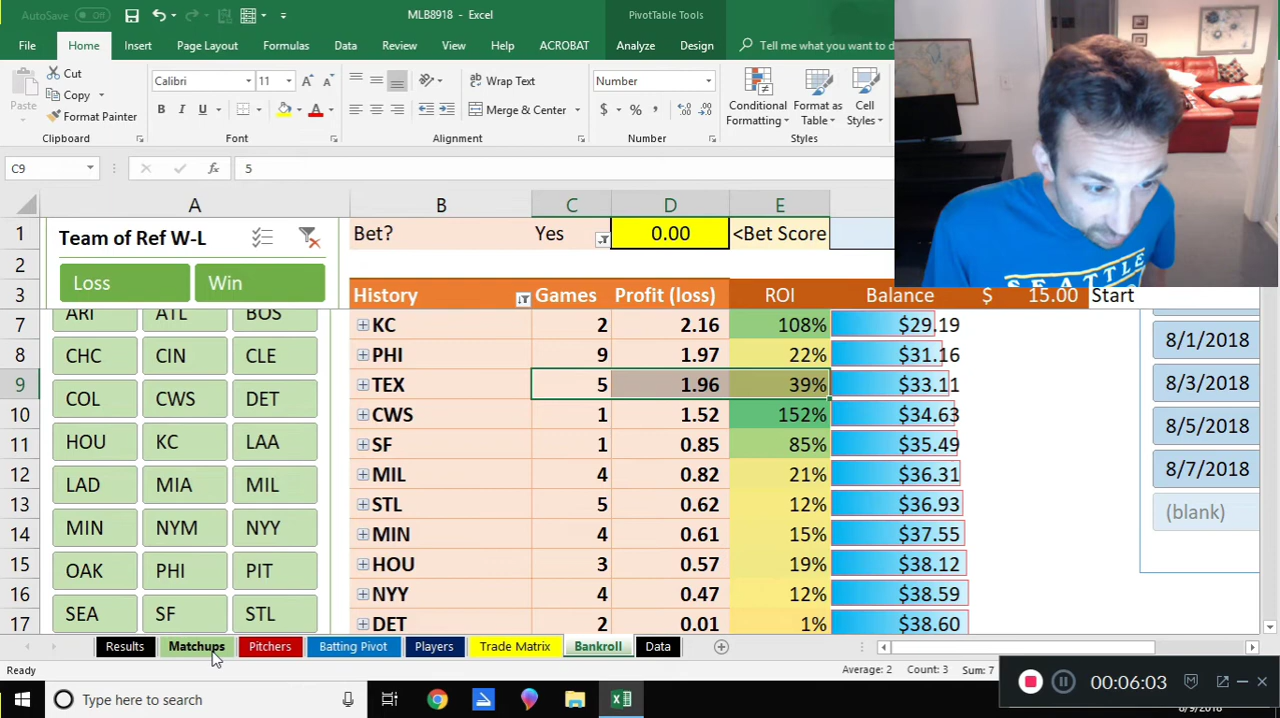 AutoSave Off MLB8918 - Excel PivotTable Tools
File Home Insert Page Layout Formulas Data Review View Help ACROBAT Analyze Design Tell me what you want to d
Paste Cut Copy Format Painter
Calibri 11
B I U A
Wrap Text
Merge & Center
Number
$ % ,
Conditional Formatting
Format as Table
Cell Styles
Clipboard Font Alignment Number Styles
C9 fx 5
A B C D E
1 Team of Ref W-L Bet? Yes 0.00 <Bet Score
2 Loss Win
3 History Games Profit (loss) ROI Balance $ 15.00 Start
ARI ATL BOS
CHC CIN CLE
COL CWS DET
HOU KC LAA
LAD MIA MIL
MIN NYM NYY
OAK PHI PIT
SEA SF STL
7 KC 2 2.16 108% $29.19
8 PHI 9 1.97 22% $31.16
9 TEX 5 1.96 39% $33.11
10 CWS 1 1.52 152% $34.63
11 SF 1 0.85 85% $35.49
12 MIL 4 0.82 21% $36.31
13 STL 5 0.62 12% $36.93
14 MIN 4 0.61 15% $37.55
15 HOU 3 0.57 19% $38.12
16 NYY 4 0.47 12% $38.59
17 DET 2 0.01 1% $38.60
8/1/2018
8/3/2018
8/5/2018
8/7/2018
(blank)
SEATTLE
Results Matchups Pitchers Batting Pivot Players Trade Matrix Bankroll Data
Ready Average: 2 Count: 3 Sum: 7
00:06:03
Type here to search
8/9/2018